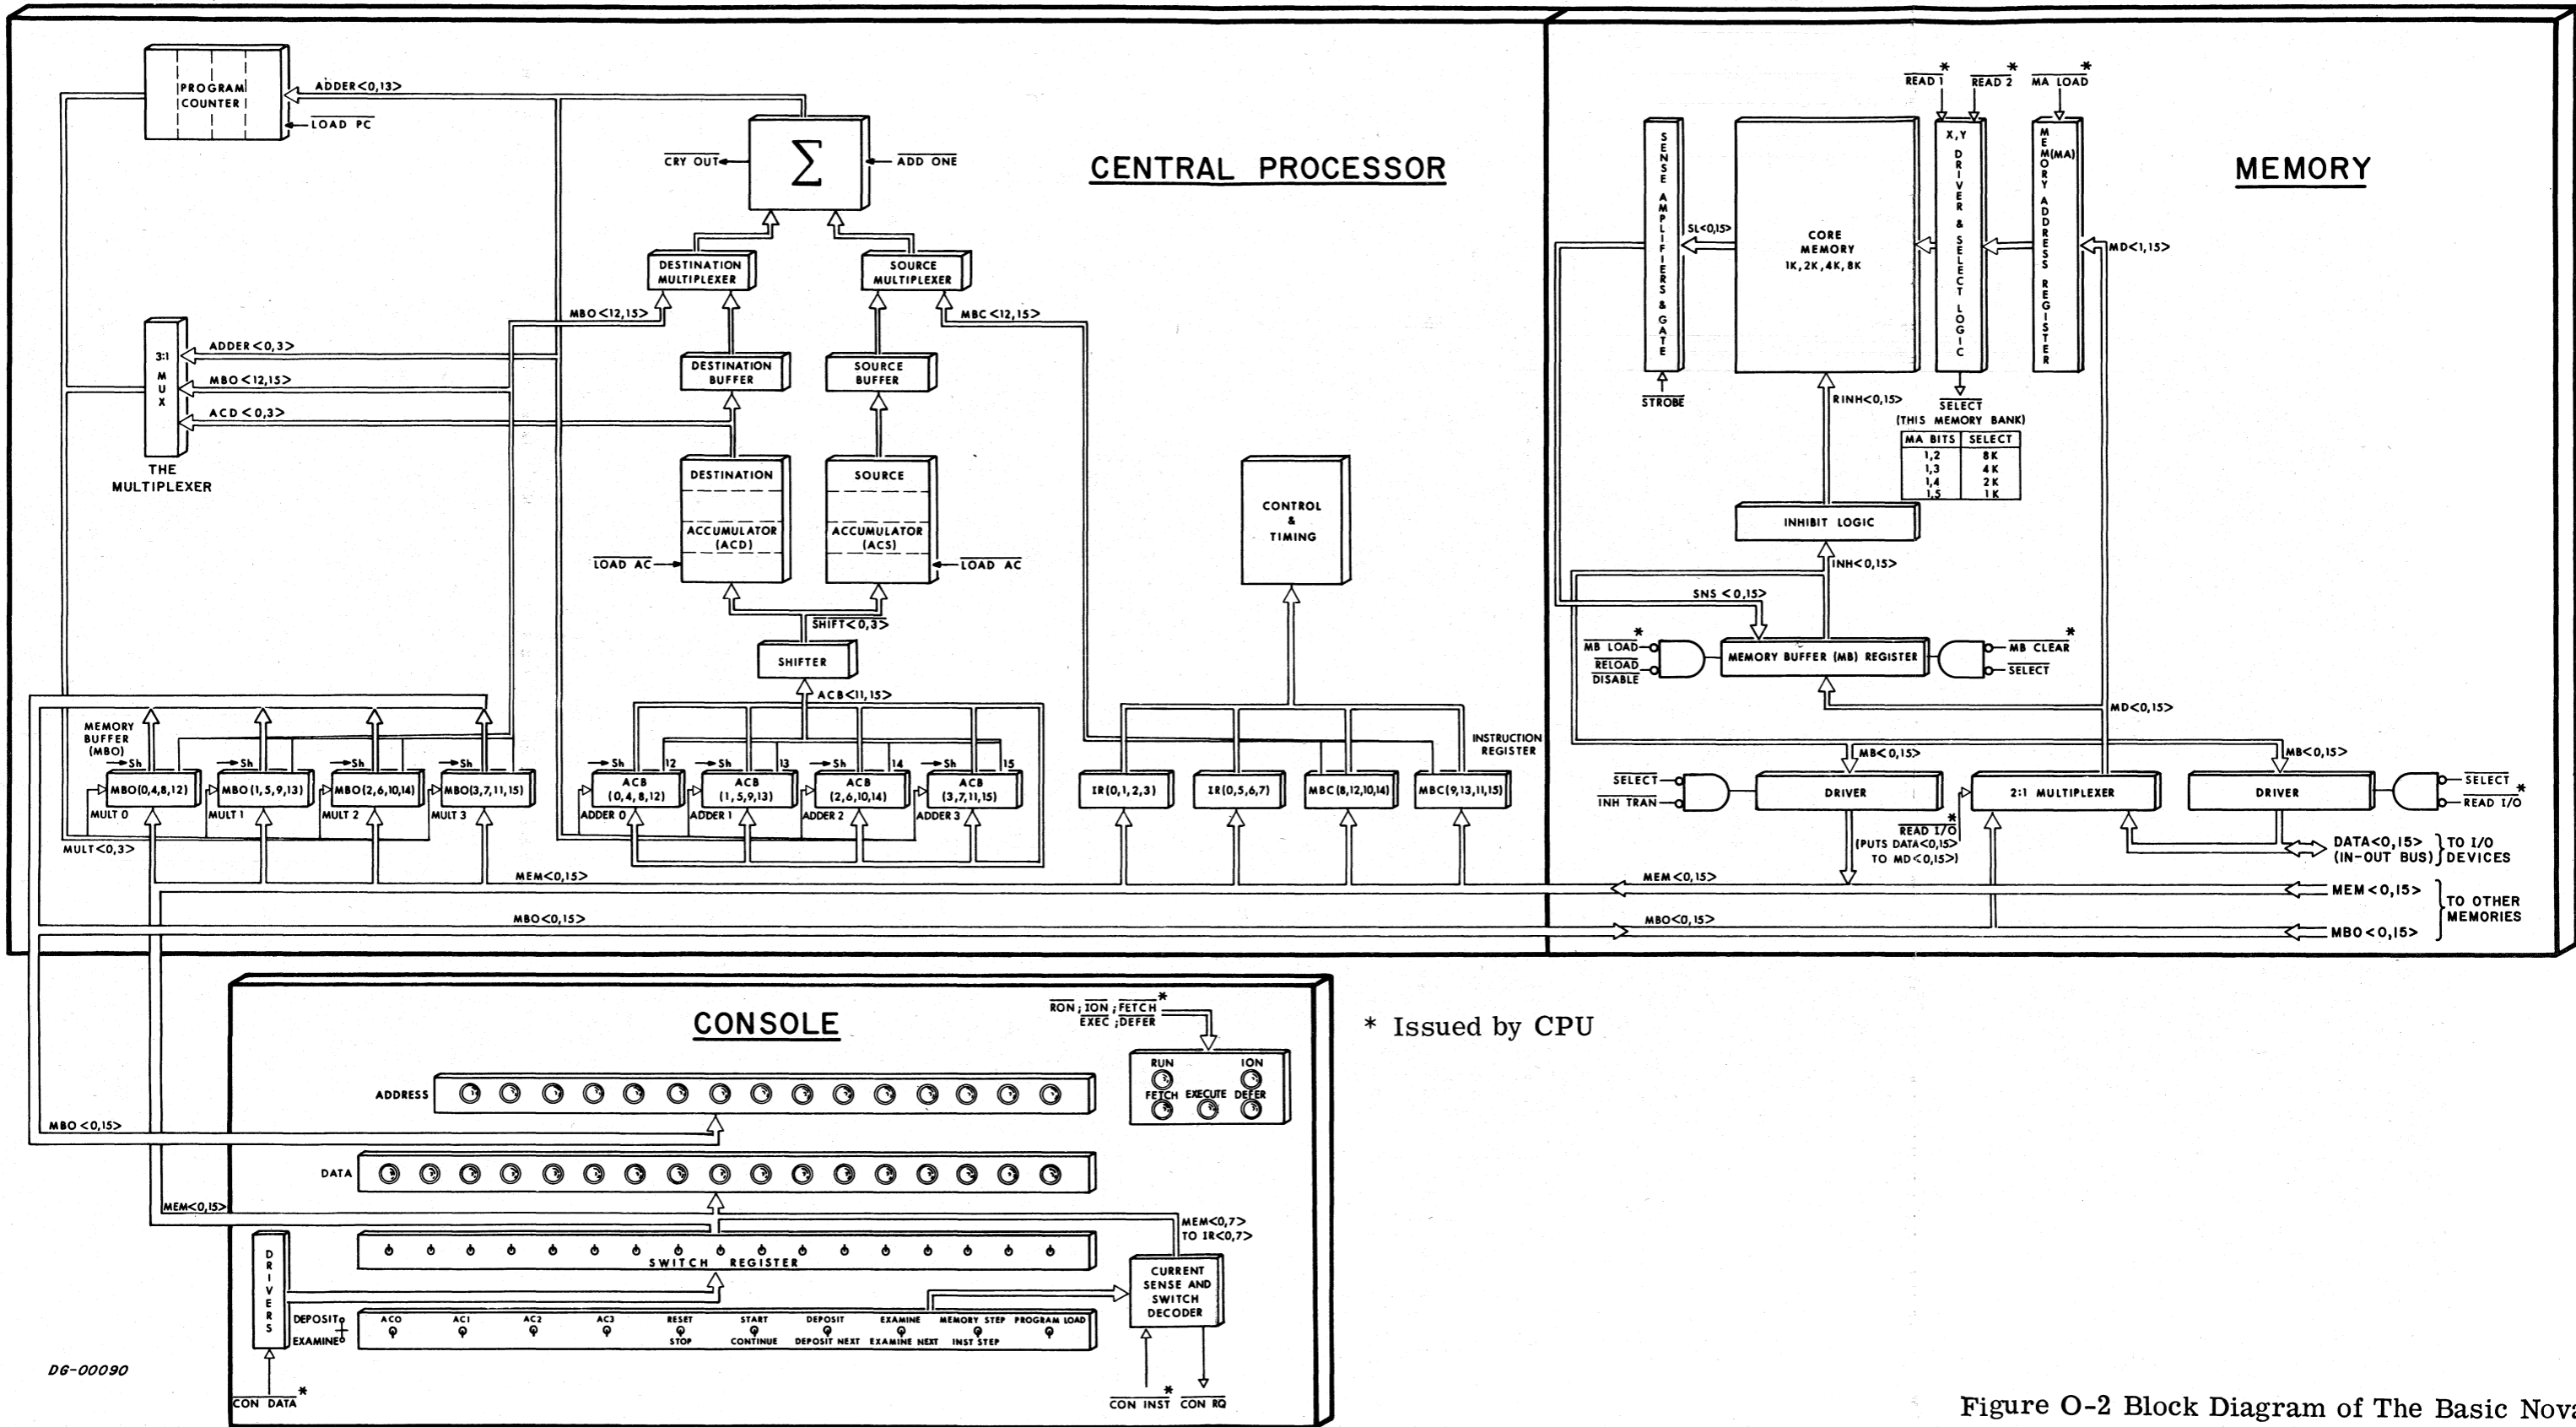 CENTRAL PROCESSOR
PROGRAM
COUNTER
ADDER<0,13>
LOAD PC
CRY OUT
Σ
ADD ONE
DESTINATION
MULTIPLEXER
SOURCE
MULTIPLEXER
MBO<12,15>
MBC<12,15>
3:1
MUX
ADDER<0,3>
MBO<12,15>
ACD<0,3>
THE
MULTIPLEXER
DESTINATION
BUFFER
SOURCE
BUFFER
DESTINATION
ACCUMULATOR
(ACD)
SOURCE
ACCUMULATOR
(ACS)
LOAD AC
LOAD AC
SHIFT<0,3>
SHIFTER
ACB<11,15>
CONTROL
&
TIMING
MEMORY
BUFFER
(MBO)
Sh
Sh
Sh
Sh
MBO(0,4,8,12)
MBO(1,5,9,13)
MBO(2,6,10,14)
MBO(3,7,11,15)
MULT 0
MULT 1
MULT 2
MULT 3
MULT<0,3>
Sh
12
Sh
13
Sh
14
Sh
15
ACB
(0,4,8,12)
ACB
(1,5,9,13)
ACB
(2,6,10,14)
ACB
(3,7,11,15)
ADDER 0
ADDER 1
ADDER 2
ADDER 3
INSTRUCTION
REGISTER
IR(0,1,2,3)
IR(0,5,6,7)
MBC(8,12,10,14)
MBC(9,13,11,15)
MEM<0,15>
MBO<0,15>
MEMORY
READ 1*
READ 2*
MA LOAD*
SENSE AMPLIFIERS & GATE
STROBE
SL<0,15>
CORE
MEMORY
1K,2K,4K,8K
X,Y DRIVER & SELECT LOGIC
MEMORY ADDRESS REGISTER
(MA)
MD<1,15>
RINH<0,15>
SELECT
(THIS MEMORY BANK)
MA BITS SELECT
1,2 8K
1,3 4K
1,4 2K
1,5 1K
INHIBIT LOGIC
INH<0,15>
SNS<0,15>
MB LOAD*
RELOAD
DISABLE
MEMORY BUFFER (MB) REGISTER
MB CLEAR*
SELECT
MD<0,15>
MB<0,15>
MB<0,15>
SELECT
INH TRAN
DRIVER
2:1 MULTIPLEXER
DRIVER
SELECT
READ I/O*
*
READ I/O
(PUTS DATA<0,15>
TO MD<0,15>)
DATA<0,15>
(IN-OUT BUS)
TO I/O
DEVICES
MEM<0,15>
MEM<0,15>
TO OTHER
MEMORIES
MBO<0,15>
MBO<0,15>
CONSOLE
RON; ION; FETCH*
EXEC; DEFER
RUN
ION
FETCH EXECUTE DEFER
* Issued by CPU
ADDRESS
MBO<0,15>
DATA
MEM<0,15>
MEM<0,7>
TO IR<0,7>
SWITCH REGISTER
DRIVERS
CURRENT
SENSE AND
SWITCH
DECODER
DEPOSIT
EXAMINE
AC0
AC1
AC2
AC3
RESET
STOP
START
CONTINUE
DEPOSIT
DEPOSIT NEXT
EXAMINE
EXAMINE NEXT
MEMORY STEP
INST STEP
PROGRAM LOAD
CON DATA*
CON INST*
CON RQ
DG-00090
Figure O-2 Block Diagram of The Basic Nova